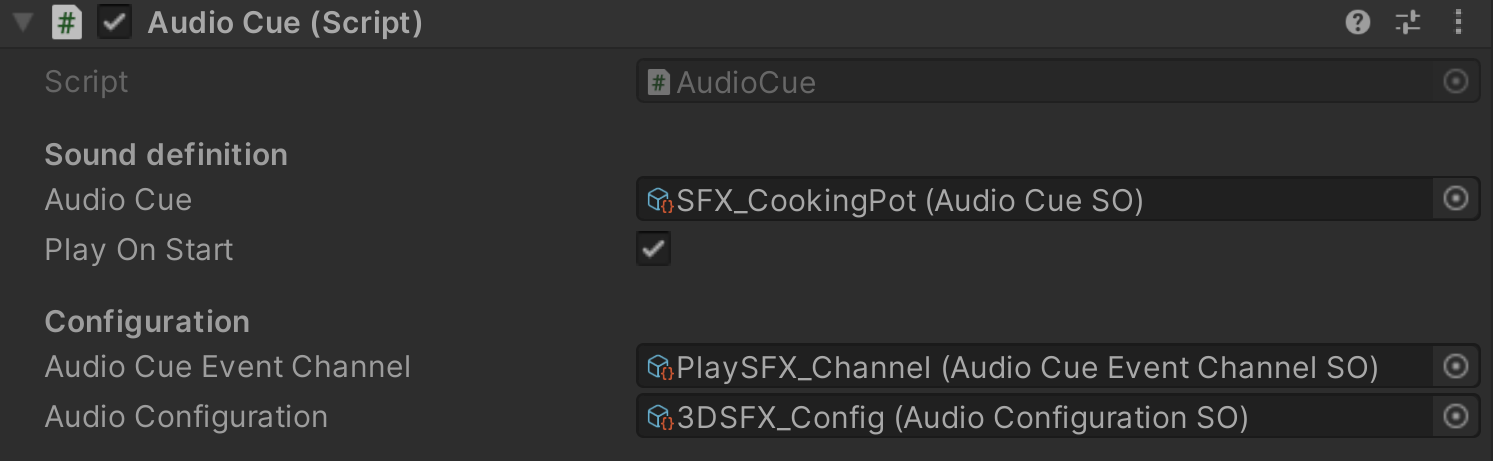 Audio Cue (Script)
Script AudioCue
Sound definition
Audio Cue SFX_CookingPot (Audio Cue SO)
Play On Start
Configuration
Audio Cue Event Channel PlaySFX_Channel (Audio Cue Event Channel SO)
Audio Configuration 3DSFX_Config (Audio Configuration SO)